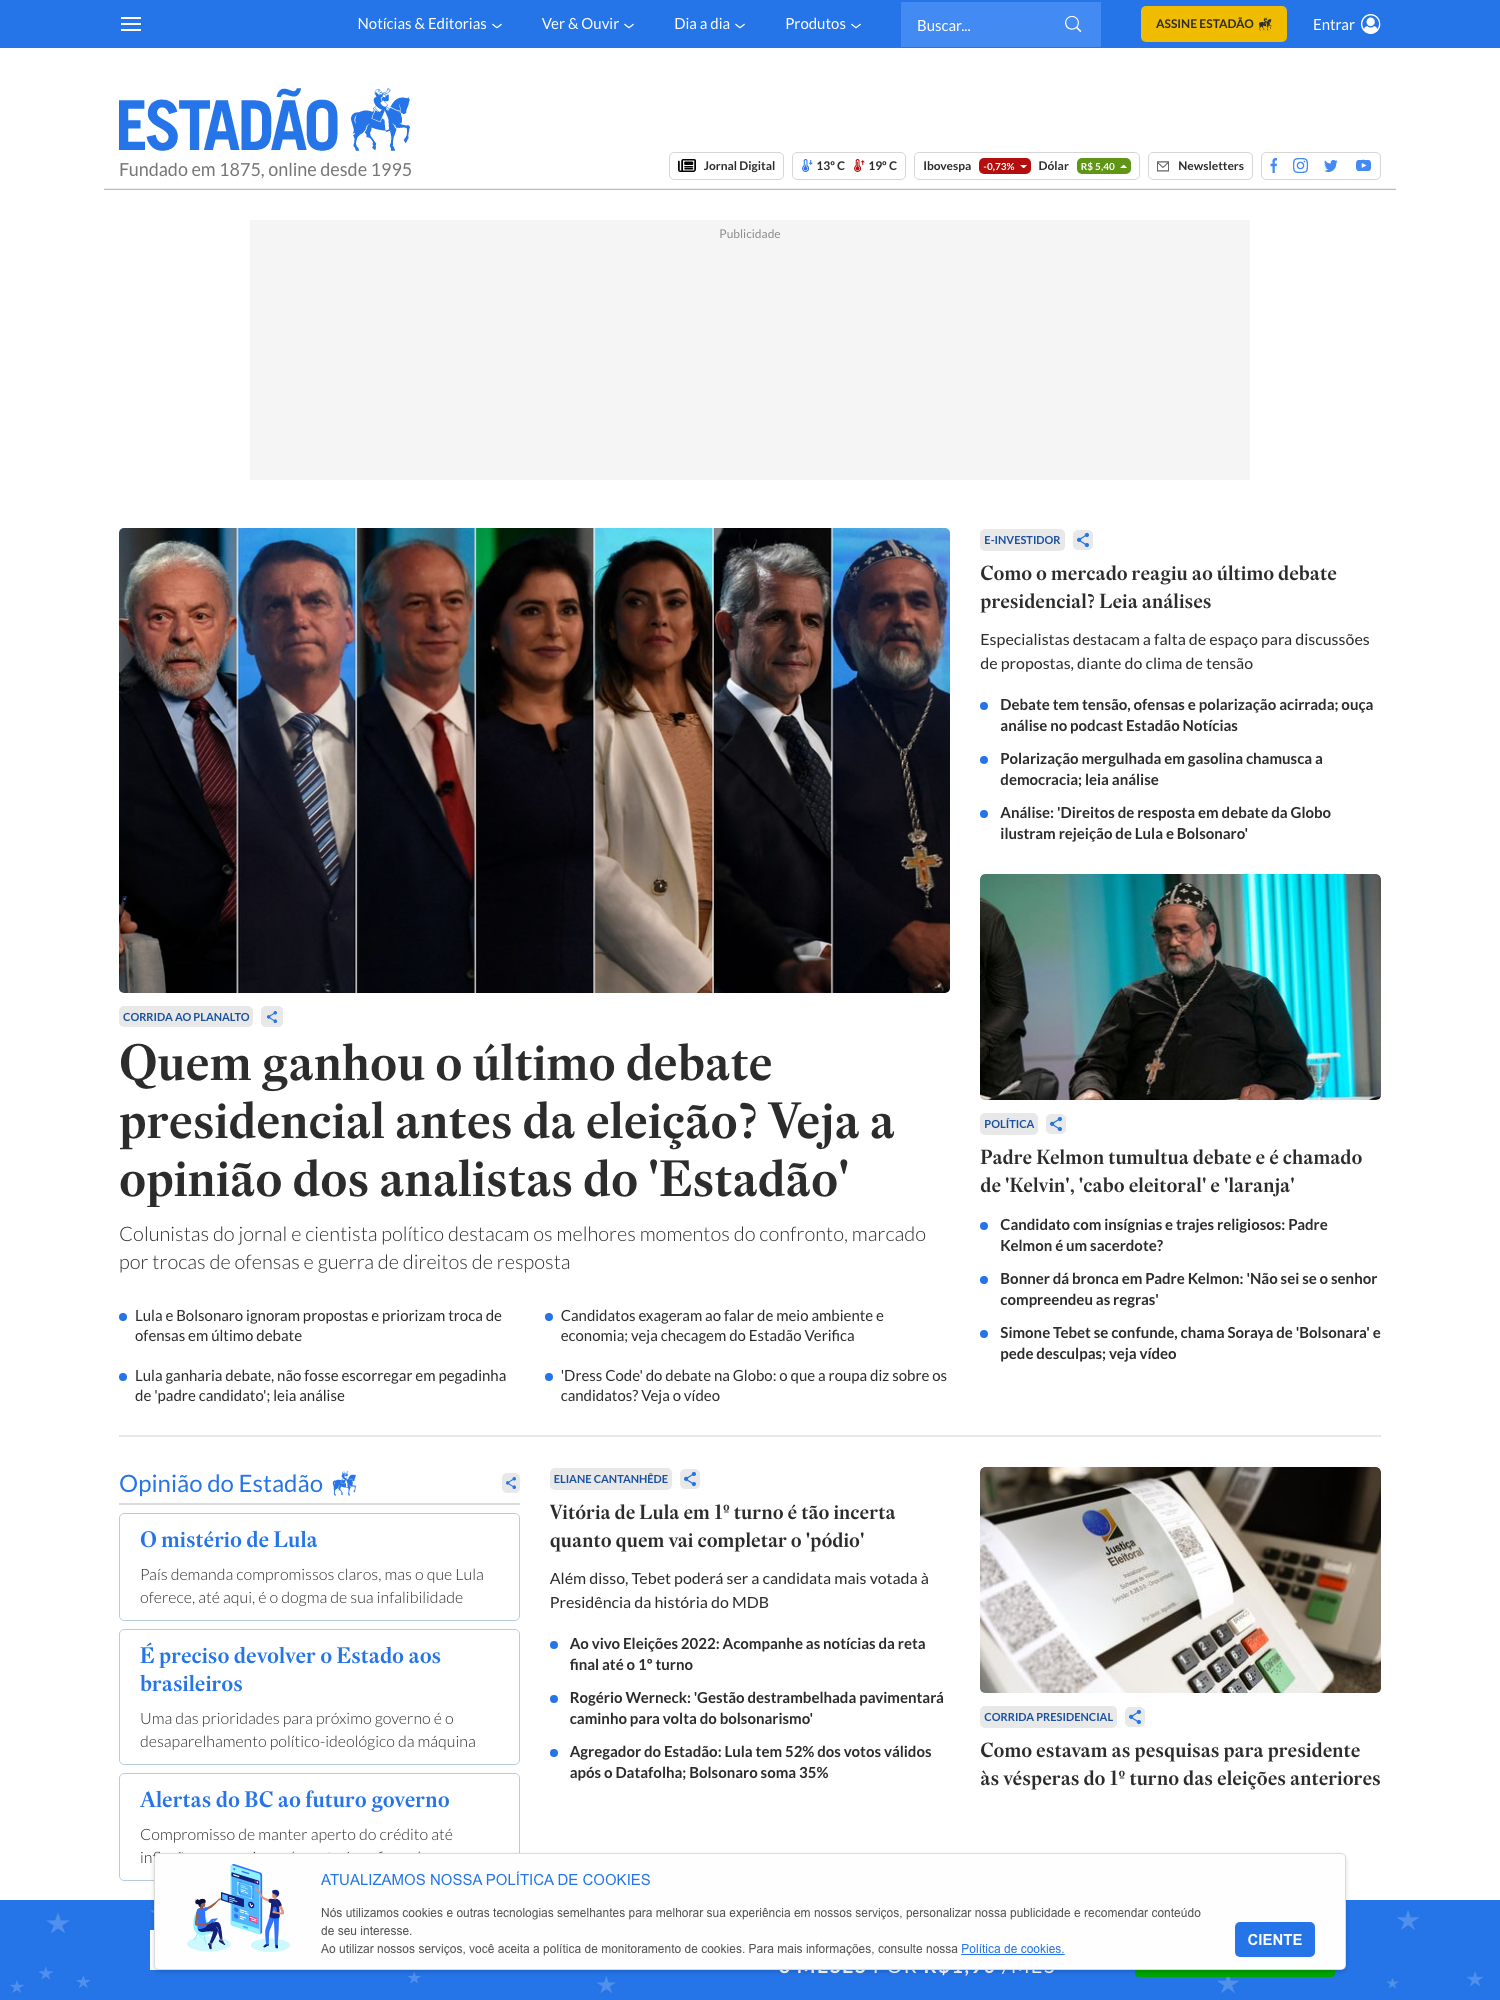 Notícias & Editorias
Ver & Ouvir
Dia a dia
Produtos
Buscar...
ASSINE ESTADÃO
Entrar
ESTADÃO
Fundado em 1875, online desde 1995
Jornal Digital
13º C 19º C
Ibovespa -0,73% Dólar R$ 5,40
Newsletters
Publicidade
CORRIDA AO PLANALTO
Quem ganhou o último debate
presidencial antes da eleição? Veja a
opinião dos analistas do 'Estadão'
Colunistas do jornal e cientista político destacam os melhores momentos do confronto, marcado
por trocas de ofensas e guerra de direitos de resposta
Lula e Bolsonaro ignoram propostas e priorizam troca de
ofensas em último debate
Lula ganharia debate, não fosse escorregar em pegadinha
de 'padre candidato'; leia análise
Candidatos exageram ao falar de meio ambiente e
economia; veja checagem do Estadão Verifica
'Dress Code' do debate na Globo: o que a roupa diz sobre os
candidatos? Veja o vídeo
E-INVESTIDOR
Como o mercado reagiu ao último debate
presidencial? Leia análises
Especialistas destacam a falta de espaço para discussões
de propostas, diante do clima de tensão
Debate tem tensão, ofensas e polarização acirrada; ouça
análise no podcast Estadão Notícias
Polarização mergulhada em gasolina chamusca a
democracia; leia análise
Análise: 'Direitos de resposta em debate da Globo
ilustram rejeição de Lula e Bolsonaro'
POLÍTICA
Padre Kelmon tumultua debate e é chamado
de 'Kelvin', 'cabo eleitoral' e 'laranja'
Candidato com insígnias e trajes religiosos: Padre
Kelmon é um sacerdote?
Bonner dá bronca em Padre Kelmon: 'Não sei se o senhor
compreendeu as regras'
Simone Tebet se confunde, chama Soraya de 'Bolsonara' e
pede desculpas; veja vídeo
Opinião do Estadão
O mistério de Lula
País demanda compromissos claros, mas o que Lula
oferece, até aqui, é o dogma de sua infalibilidade
É preciso devolver o Estado aos
brasileiros
Uma das prioridades para próximo governo é o
desaparelhamento político-ideológico da máquina
Alertas do BC ao futuro governo
Compromisso de manter aperto do crédito até
ELIANE CANTANHÊDE
Vitória de Lula em 1º turno é tão incerta
quanto quem vai completar o 'pódio'
Além disso, Tebet poderá ser a candidata mais votada à
Presidência da história do MDB
Ao vivo Eleições 2022: Acompanhe as notícias da reta
final até o 1º turno
Rogério Werneck: 'Gestão destrambelhada pavimentará
caminho para volta do bolsonarismo'
Agregador do Estadão: Lula tem 52% dos votos válidos
após o Datafolha; Bolsonaro soma 35%
Justiça
Eleitoral
CORRIDA PRESIDENCIAL
Como estavam as pesquisas para presidente
às vésperas do 1º turno das eleições anteriores
ATUALIZAMOS NOSSA POLÍTICA DE COOKIES
Nós utilizamos cookies e outras tecnologias semelhantes para melhorar sua experiência em nossos serviços, personalizar nossa publicidade e recomendar conteúdo
de seu interesse.
Ao utilizar nossos serviços, você aceita a política de monitoramento de cookies. Para mais informações, consulte nossa Política de cookies.
CIENTE